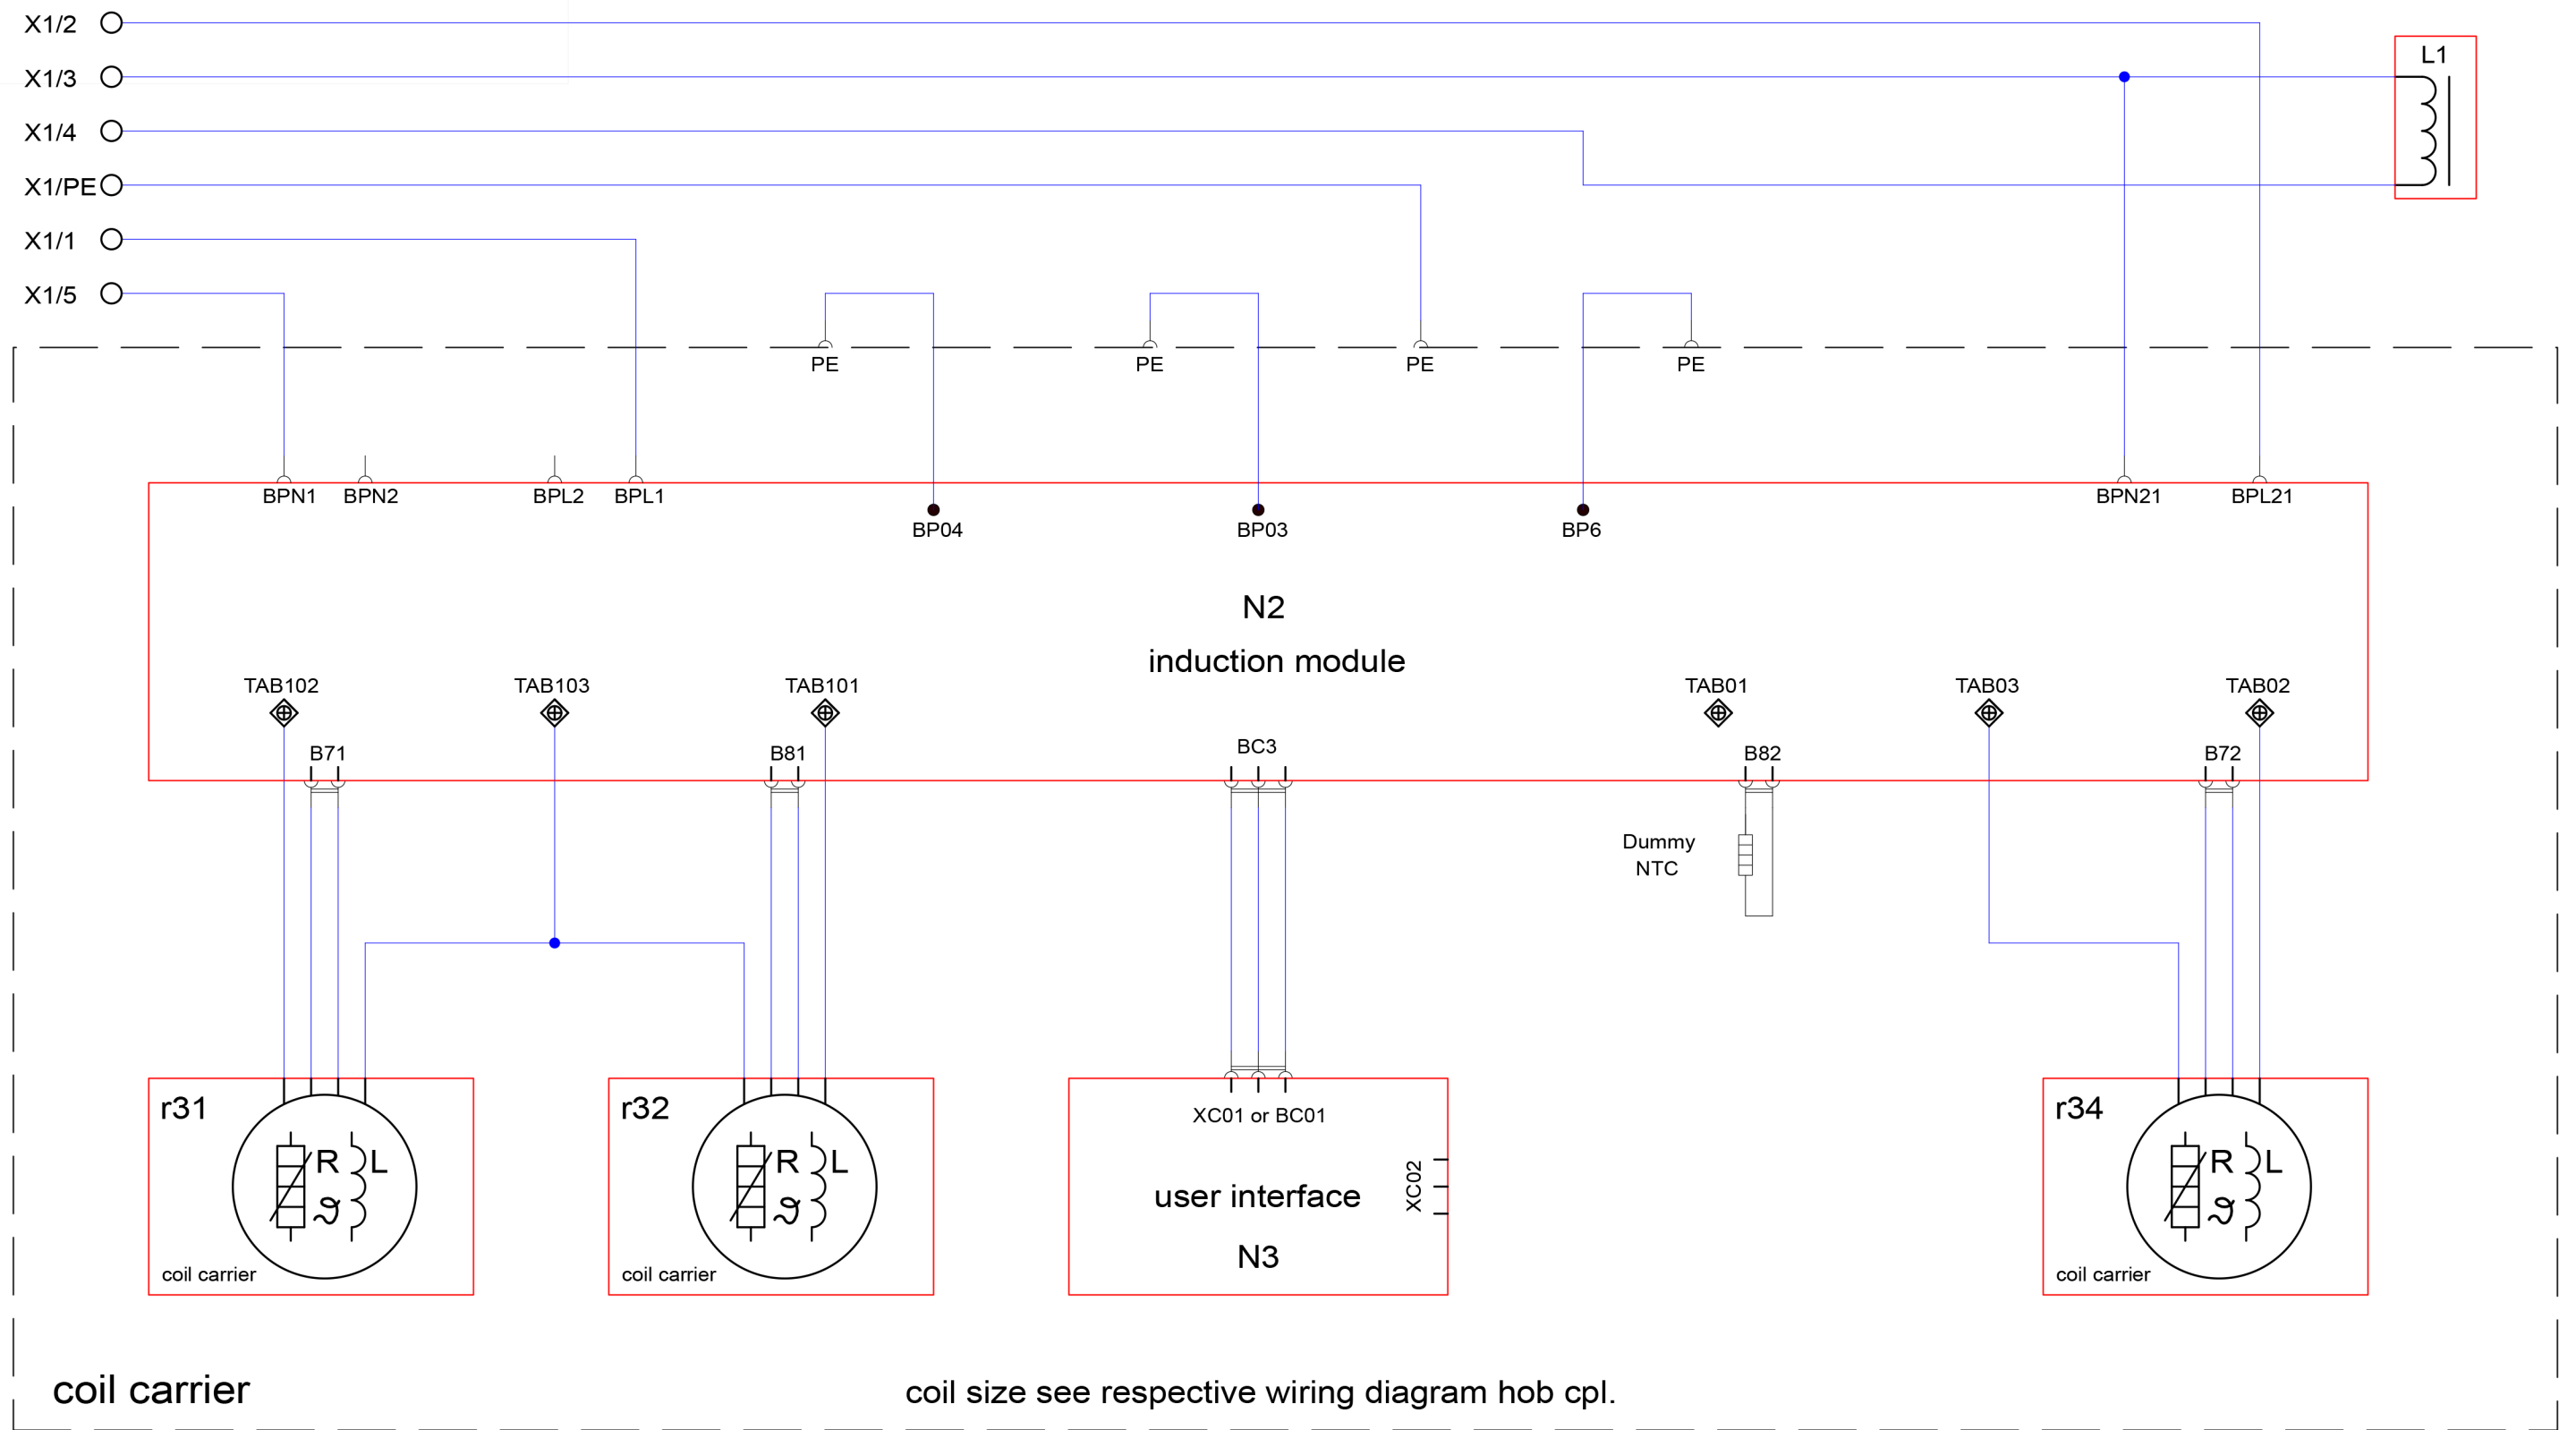 X1/2
X1/3
L1
X1/4
X1/PE
X1/1
X1/5
PE
PE
PE
PE
BPN1
BPN2
BPL2
BPL1
BPN21
BPL21
BP04
BP03
BP6
N2
induction module
TAB102
TAB103
TAB101
TAB01
TAB03
TAB02
B71
B81
BC3
B82
B72
Dummy
NTC
r31
R
L
ϑ
coil carrier
r32
R
L
ϑ
coil carrier
XC01 or BC01
XC02
user interface
N3
r34
R
L
ϑ
coil carrier
coil carrier
coil size see respective wiring diagram hob cpl.